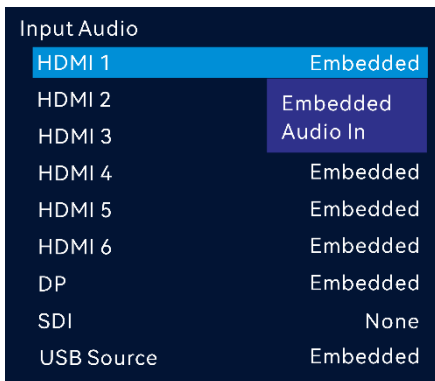 Input Audio
HDMI 1 Embedded
HDMI 2 Embedded
HDMI 3 Audio In
HDMI 4 Embedded
HDMI 5 Embedded
HDMI 6 Embedded
DP Embedded
SDI None
USB Source Embedded